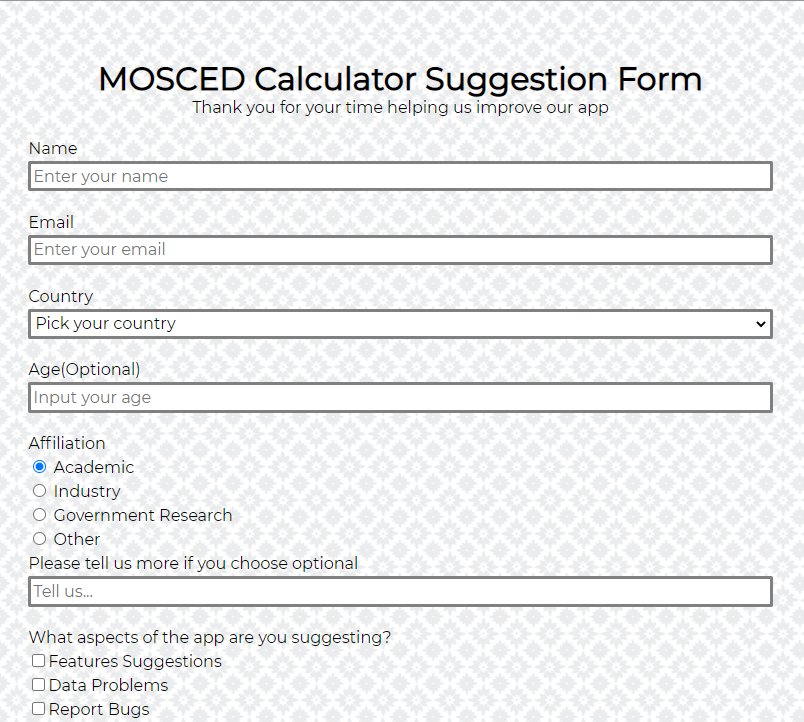 MOSCED Calculator Suggestion Form
Thank you for your time helping us improve our app
Name
Enter your name
Email
Enter your email
Country
Pick your country
Age(Optional)
Input your age
Affiliation
Academic
Industry
Government Research
Other
Please tell us more if you choose optional
Tell us...
What aspects of the app are you suggesting?
Features Suggestions
Data Problems
Report Bugs